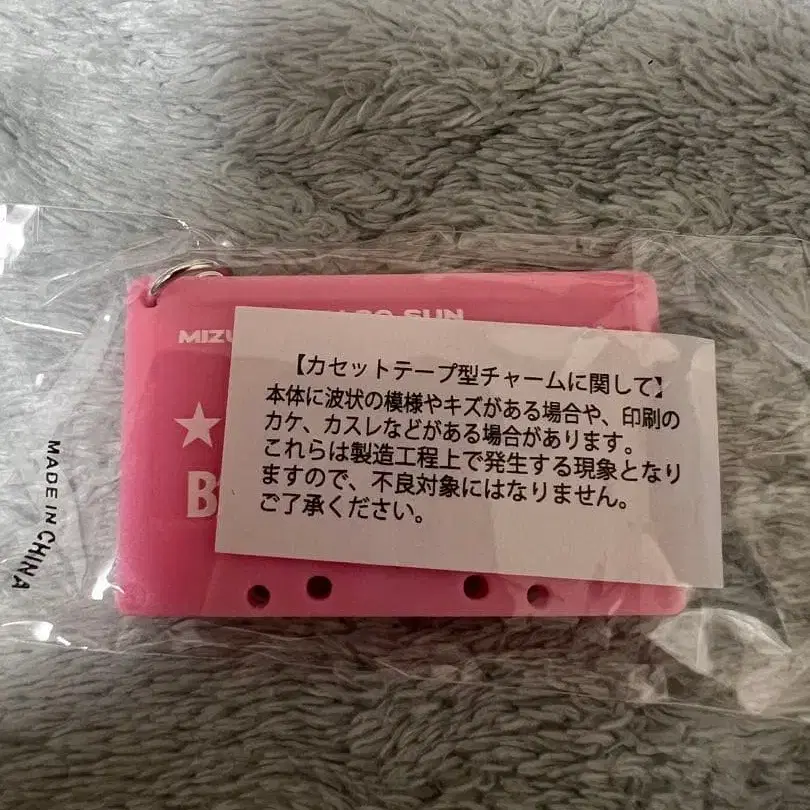 SUN
【カセットテープ型チャームに関して】
本体に波状の模様やキズがある場合や、印刷の
カケ、カスレなどがある場合があります。
これらは製造工程上で発生する現象となり
ますので、不良対象にはなりません。
ご了承ください。
MADE IN CHINA